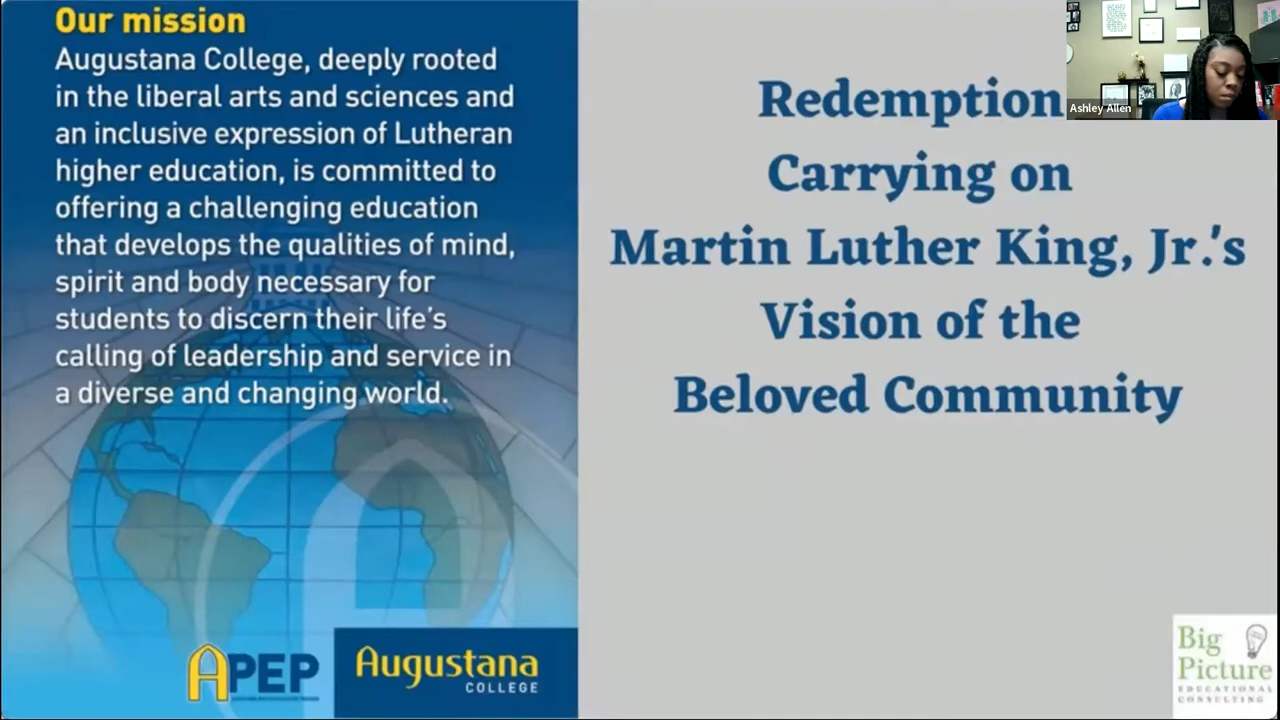 Our mission
Augustana College, deeply rooted
in the liberal arts and sciences and
an inclusive expression of Lutheran
higher education, is committed to
offering a challenging education
that develops the qualities of mind,
spirit and body necessary for
students to discern their life's
calling of leadership and service in
a diverse and changing world.
APEP
Augustana
COLLEGE
Redemption
Carrying on
Martin Luther King, Jr.'s
Vision of the
Beloved Community
Ashley Allen
Big
Picture
EDUCATIONAL
CONSULTING